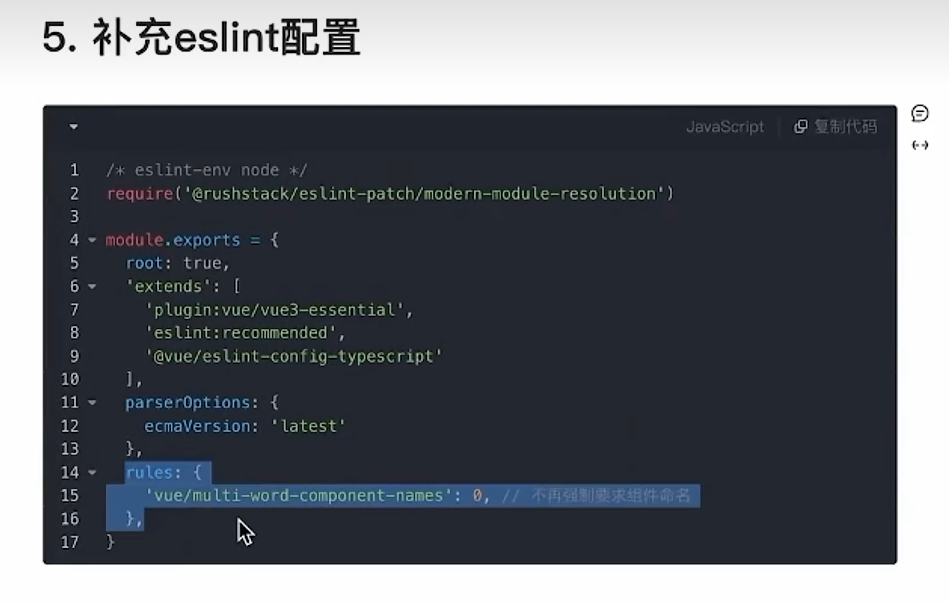 5. 补充eslint配置
JavaScript 复制代码
1 /* eslint-env node */
2 require('@rushstack/eslint-patch/modern-module-resolution')
3
4 module.exports = {
5 root: true,
6 'extends': [
7 'plugin:vue/vue3-essential',
8 'eslint:recommended',
9 '@vue/eslint-config-typescript'
10 ],
11 parserOptions: {
12 ecmaVersion: 'latest'
13 },
14 rules: {
15 'vue/multi-word-component-names': 0, // 不再强制要求组件命名
16 },
17 }